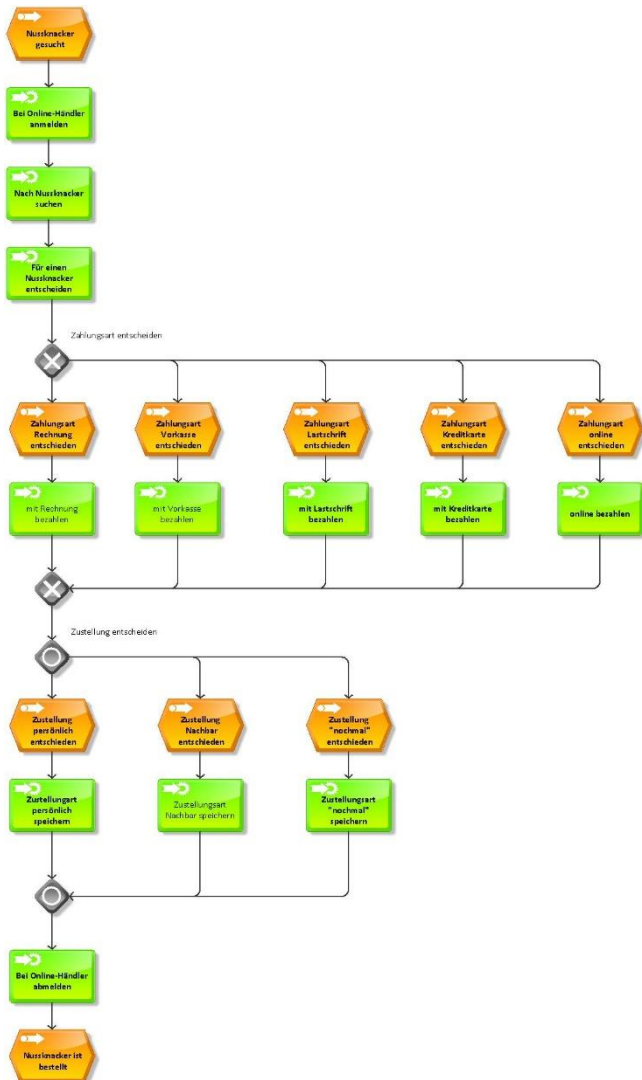 Nussknacker
gesucht
Bei Online-Händler
anmelden
Nach Nussknacker
suchen
Für einen
Nussknacker
entscheiden
Zahlungsart entscheiden
Zahlungsart
Rechnung
entschieden
Zahlungsart
Vorkasse
entschieden
Zahlungsart
Lastschrift
entschieden
Zahlungsart
Kreditkarte
entschieden
Zahlungsart
online
entschieden
mit Rechnung
bezahlen
mit Vorkasse
bezahlen
mit Lastschrift
bezahlen
mit Kreditkarte
bezahlen
online bezahlen
Zustellung entscheiden
Zustellung
persönlich
entschieden
Zustellung
Nachbar
entschieden
Zustellung
"nochmal"
entschieden
Zustellungart
persönlich
speichern
Zustellungsart
Nachbar speichern
Zustellungsart
"nochmal"
speichern
Bei Online-Händler
abmelden
Nussknacker ist
bestellt